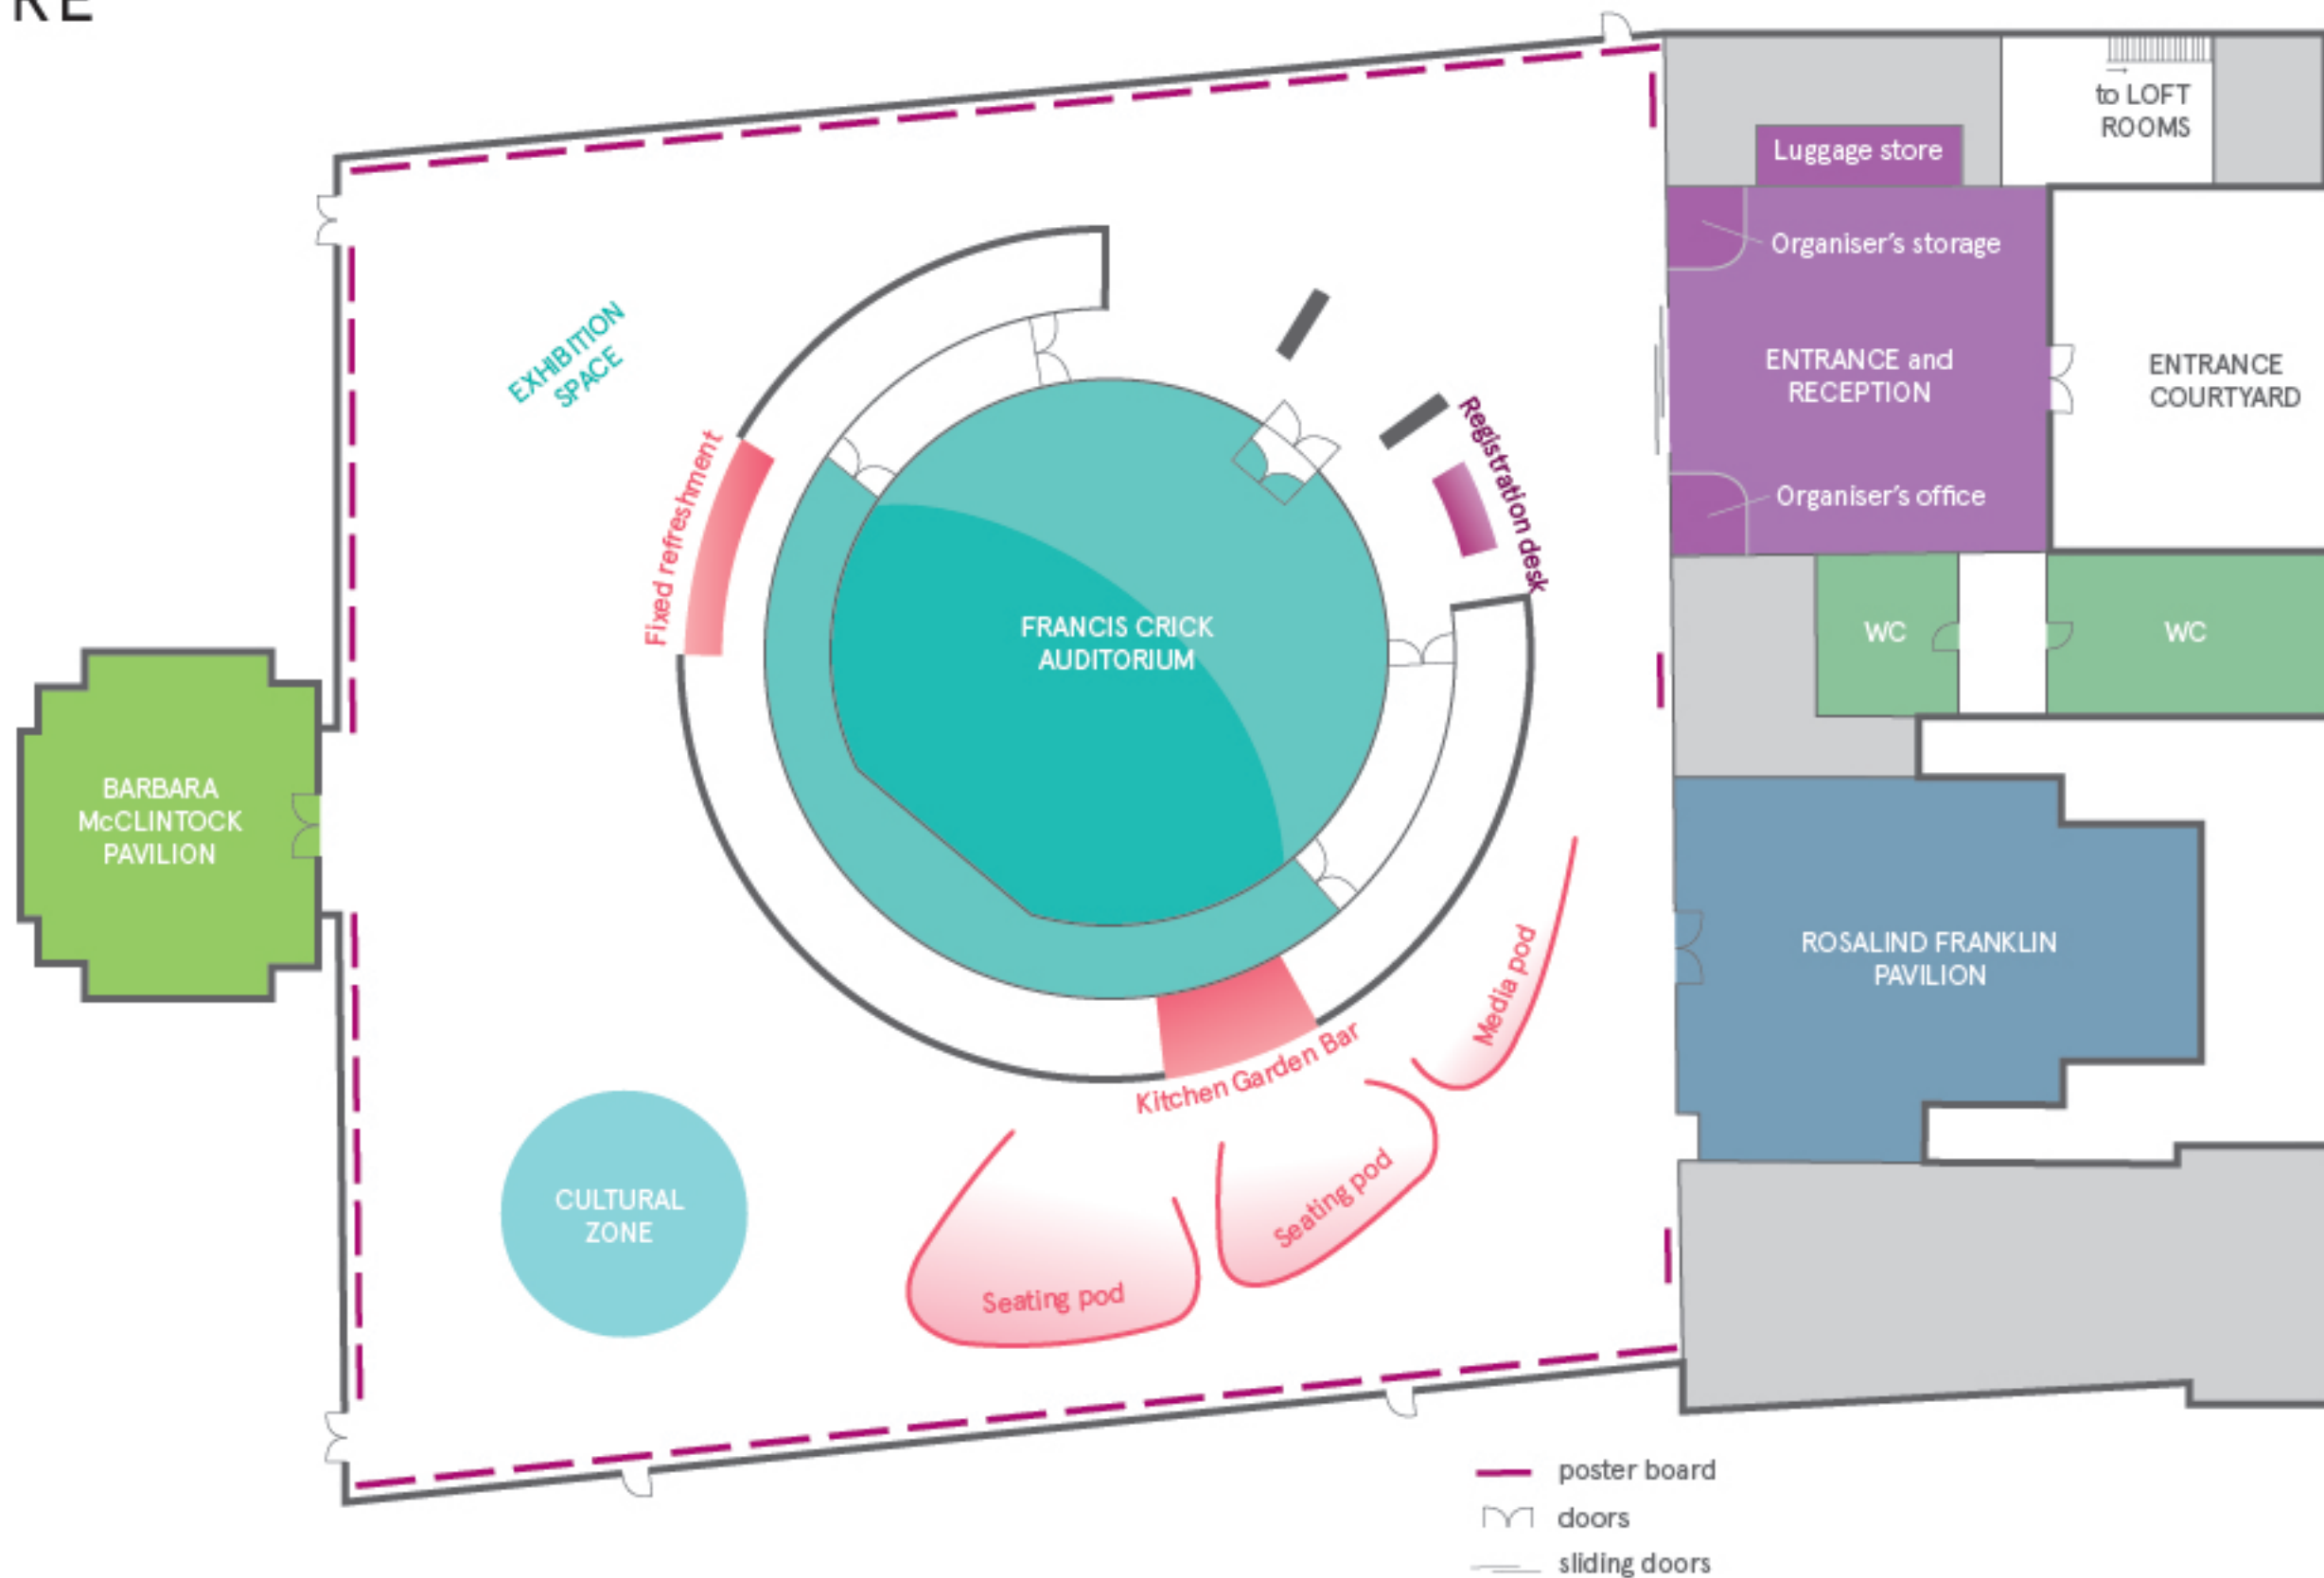 RE
to LOFT
ROOMS
Luggage store
Organiser's storage
EXHIBITION
SPACE
ENTRANCE and
RECEPTION
ENTRANCE
COURTYARD
Fixed refreshment
Registration desk
Organiser's office
FRANCIS CRICK
AUDITORIUM
WC
WC
BARBARA
McCLINTOCK
PAVILION
ROSALIND FRANKLIN
PAVILION
Media pod
Kitchen Garden Bar
CULTURAL
ZONE
Seating pod
Seating pod
poster board
doors
sliding doors